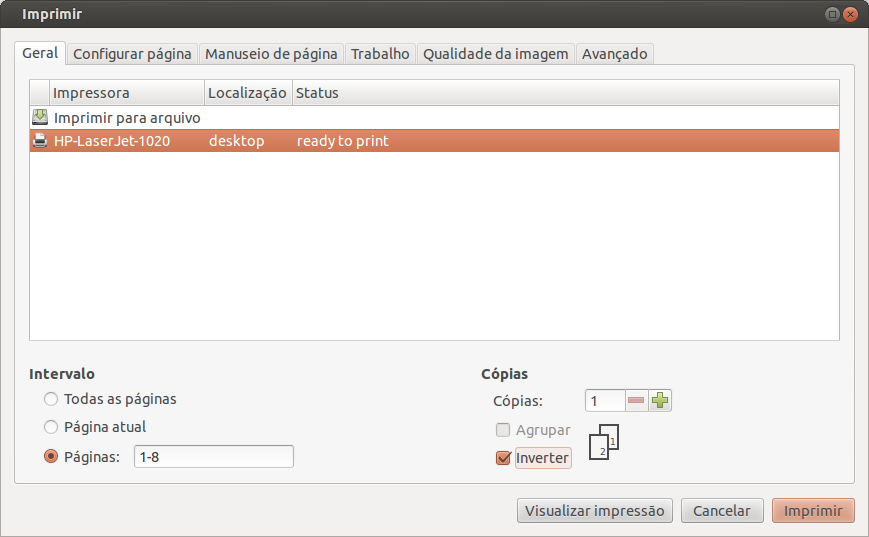 Imprimir
Geral Configurar página Manuseio de página Trabalho Qualidade da imagem Avançado
Impressora Localização Status
Imprimir para arquivo
HP-LaserJet-1020 desktop ready to print
Intervalo
Todas as páginas
Página atual
Páginas: 1-8
Cópias
Cópias: 1
Agrupar
Inverter
1
2
Visualizar impressão Cancelar Imprimir